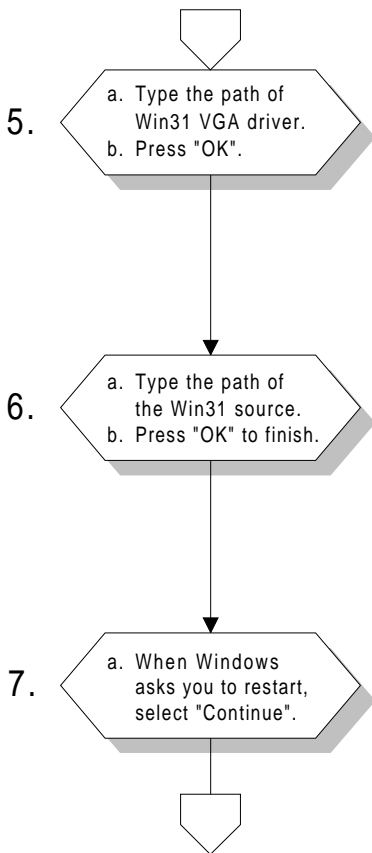 5.
a. Type the path of
Win31 VGA driver.
b. Press "OK".
6.
a. Type the path of
the Win31 source.
b. Press "OK" to finish.
7.
a. When Windows
asks you to restart,
select "Continue".